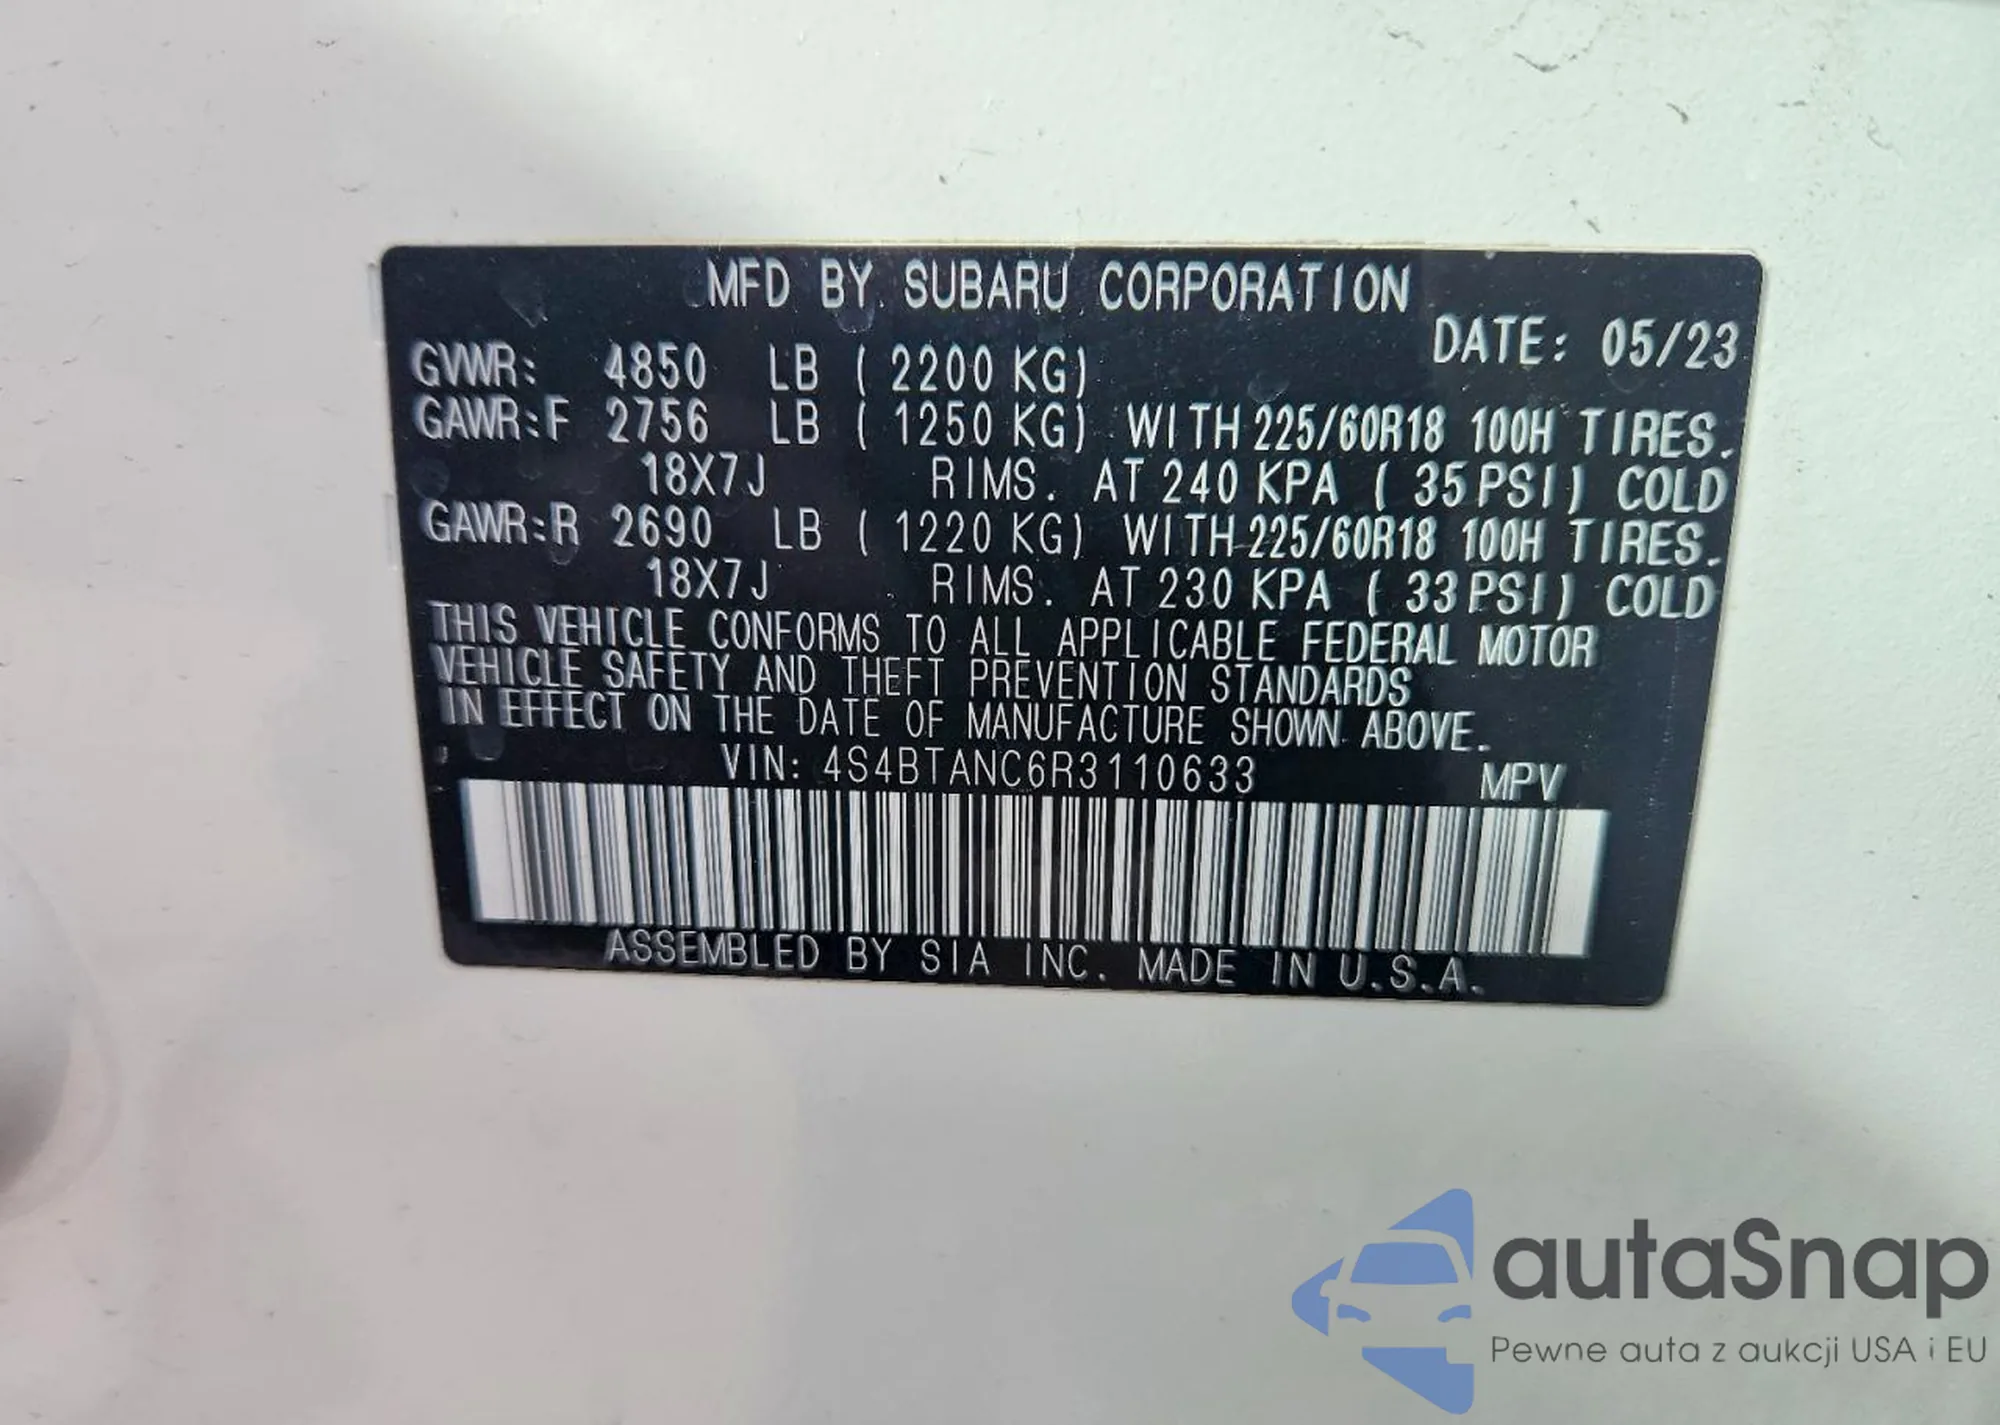 MFD BY SUBARU CORPORATION
DATE: 05/23
GVWR: 4850 LB ( 2200 KG)
GAWR:F 2756 LB ( 1250 KG) WITH 225/60R18 100H TIRES.
18X7J RIMS. AT 240 KPA ( 35 PSI) COLD
GAWR:R 2690 LB ( 1220 KG) WITH 225/60R18 100H TIRES.
18X7J RIMS. AT 230 KPA ( 33 PSI) COLD
THIS VEHICLE CONFORMS TO ALL APPLICABLE FEDERAL MOTOR
VEHICLE SAFETY AND THEFT PREVENTION STANDARDS
IN EFFECT ON THE DATE OF MANUFACTURE SHOWN ABOVE.
VIN: 4S4BTANC6R3110633 MPV
ASSEMBLED BY SIA INC. MADE IN U.S.A.
autaSnap
Pewne auta z aukcji USA i EU